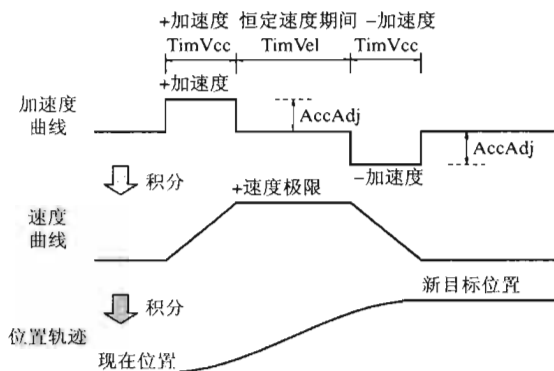 +加速度 恒定速度期间 −加速度
TimVcc TimVel TimVcc
+加速度
加速度
曲线
AccAdj
AccAdj
−加速度
积分
+速度极限
速度
曲线
积分
新目标位置
位置轨迹
现在位置